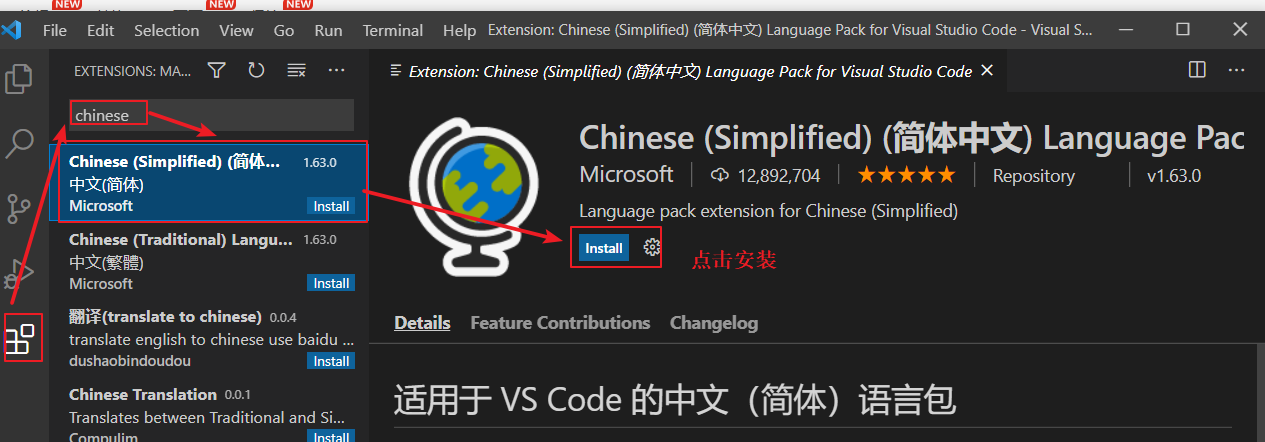 NEW NEW NEW
File Edit Selection View Go Run Terminal Help Extension: Chinese (Simplified) (简体中文) Language Pack for Visual Studio Code - Visual S...
EXTENSIONS: MA... ...
Extension: Chinese (Simplified) (简体中文) Language Pack for Visual Studio Code
chinese
Chinese (Simplified) (简体... 1.63.0
中文(简体)
Microsoft Install
Chinese (Traditional) Langu... 1.63.0
中文(繁體)
Microsoft Install
翻译(translate to chinese) 0.0.4
translate english to chinese use baidu ...
dushaobindoudou Install
Chinese Translation 0.0.1
Translates between Traditional and Si...
Compulim Install
Chinese (Simplified) (简体中文) Language Pac
Microsoft 12,892,704 ★★★★★ Repository v1.63.0
Language pack extension for Chinese (Simplified)
Install 点击安装
Details Feature Contributions Changelog
适用于 VS Code 的中文（简体）语言包